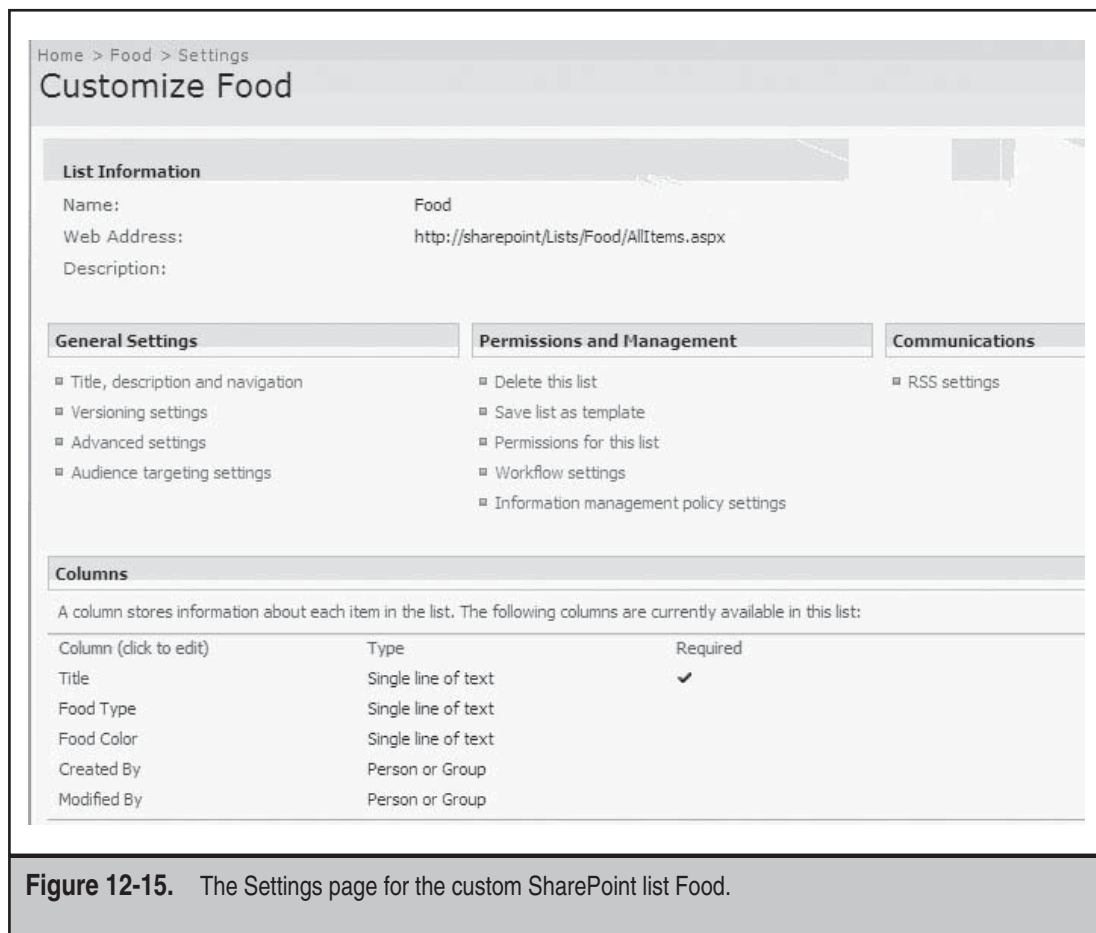 Home > Food > Settings
Customize Food
List Information
Name: Food
Web Address: http://sharepoint/Lists/Food/AllItems.aspx
Description:
General Settings
Title, description and navigation
Versioning settings
Advanced settings
Audience targeting settings
Permissions and Management
Delete this list
Save list as template
Permissions for this list
Workflow settings
Information management policy settings
Communications
RSS settings
Columns
A column stores information about each item in the list. The following columns are currently available in this list:
Column (click to edit) Type Required
Title Single line of text ✔
Food Type Single line of text
Food Color Single line of text
Created By Person or Group
Modified By Person or Group
Figure 12-15. The Settings page for the custom SharePoint list Food.